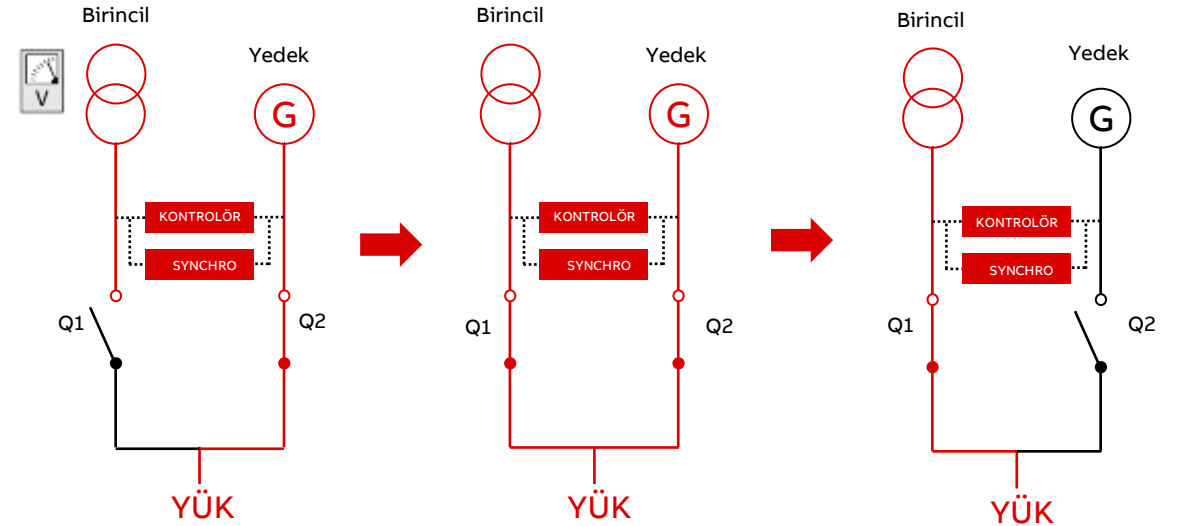 Birincil
Yedek
V
G
KONTROLÖR
SYNCHRO
Q1
Q2
YÜK
Birincil
Yedek
G
KONTROLÖR
SYNCHRO
Q1
Q2
YÜK
Birincil
Yedek
G
KONTROLÖR
SYNCHRO
Q1
Q2
YÜK